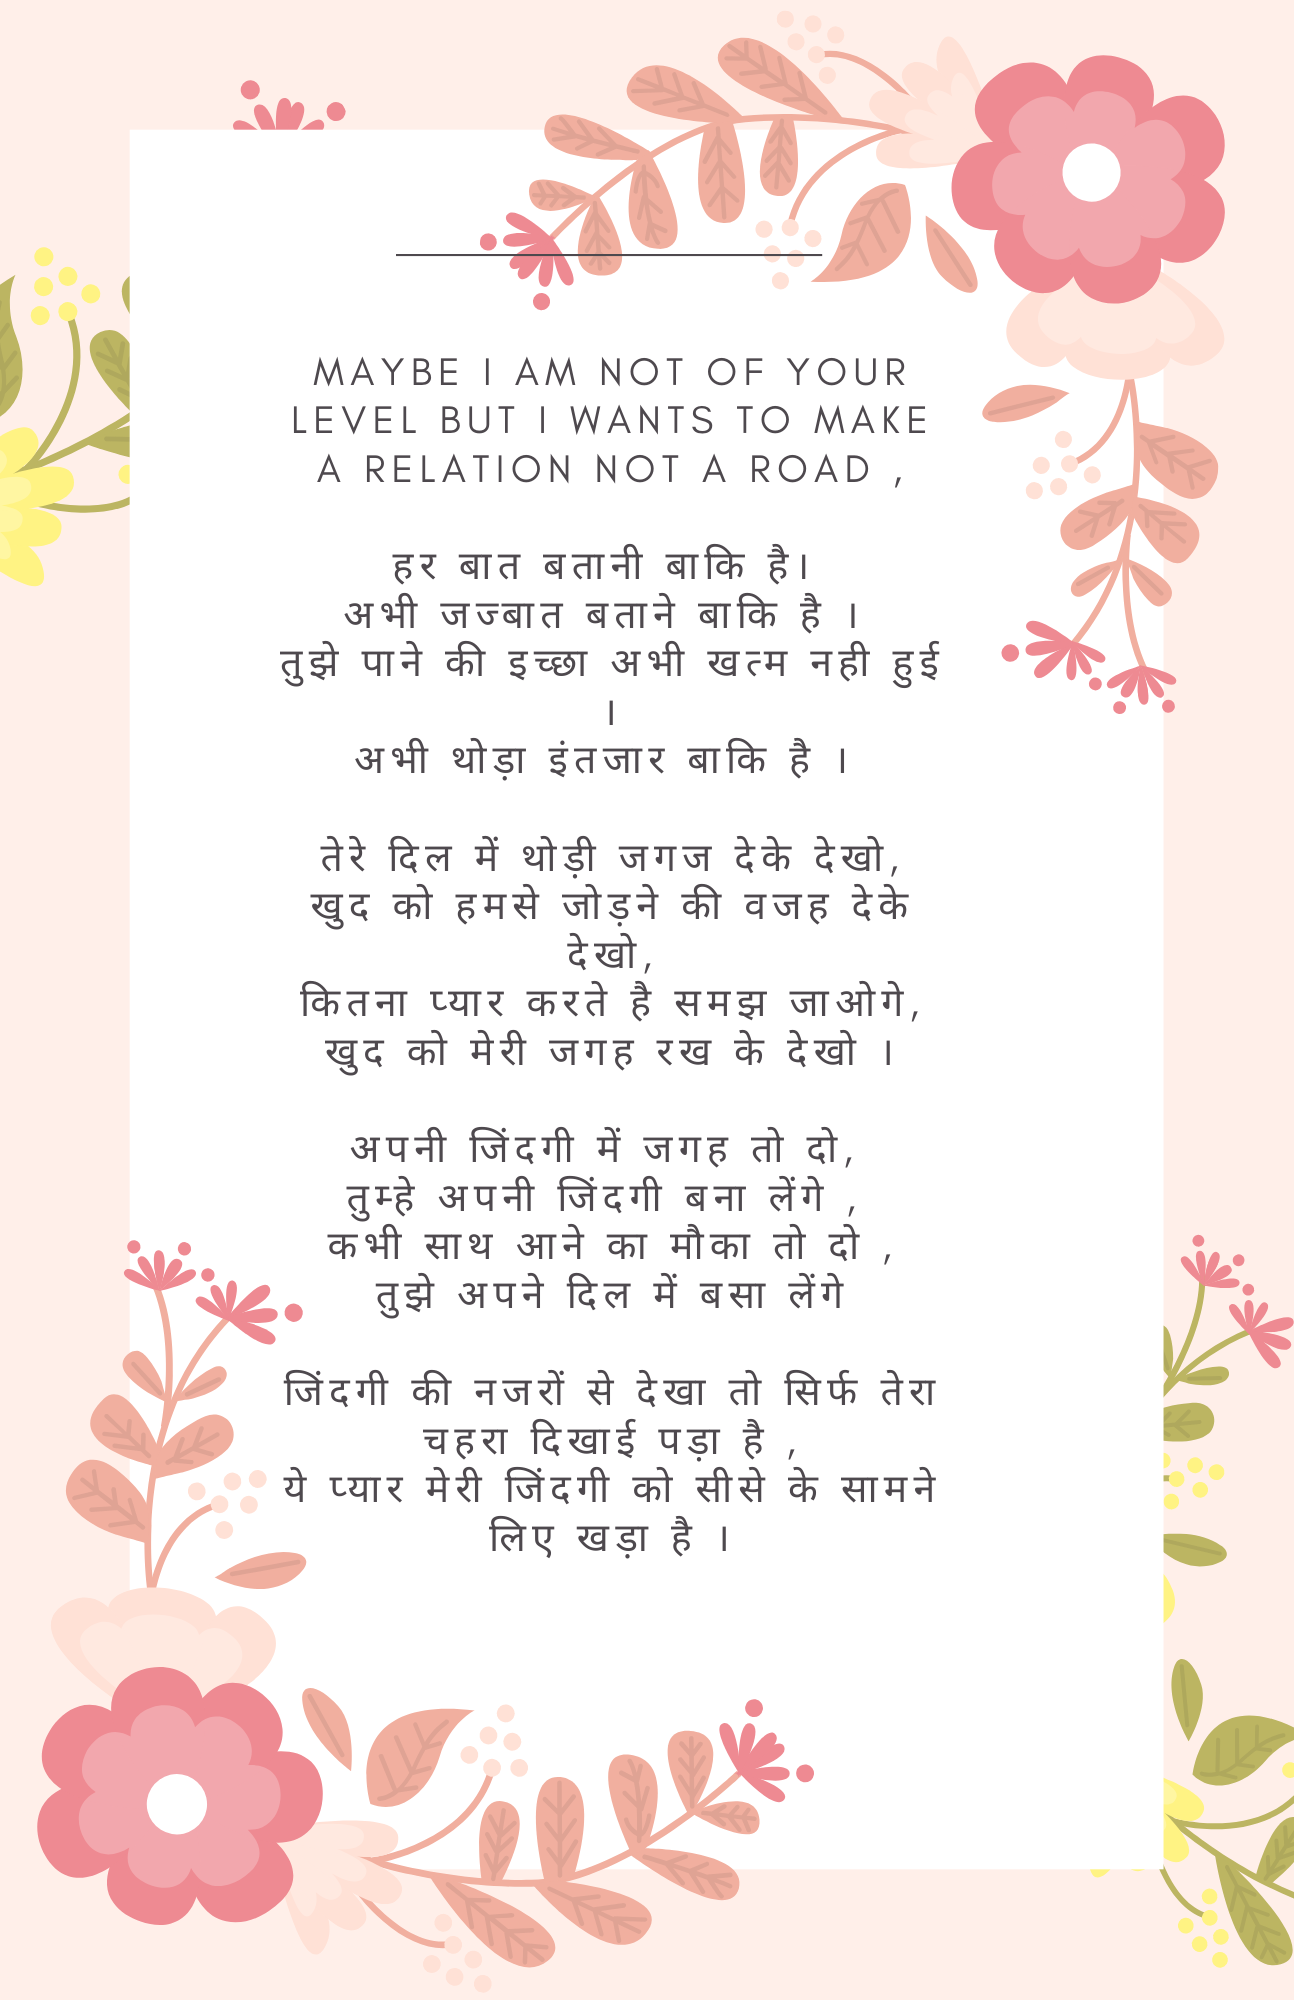 MAYBE I AM NOT OF YOUR
LEVEL BUT I WANTS TO MAKE
A RELATION NOT A ROAD ,
हर बात बतानी बाकि है।
अभी जज्बात बताने बाकि है ।
तुझे पाने की इच्छा अभी खत्म नही हुई
।
अभी थोड़ा इंतजार बाकि है ।
तेरे दिल में थोड़ी जगज देके देखो,
खुद को हमसे जोड़ने की वजह देके
देखो,
कितना प्यार करते है समझ जाओगे,
खुद को मेरी जगह रख के देखो ।
अपनी जिंदगी में जगह तो दो,
तुम्हे अपनी जिंदगी बना लेंगे ,
कभी साथ आने का मौका तो दो ,
तुझे अपने दिल में बसा लेंगे
जिंदगी की नजरों से देखा तो सिर्फ तेरा
चहरा दिखाई पड़ा है ,
ये प्यार मेरी जिंदगी को सीसे के सामने
लिए खड़ा है ।